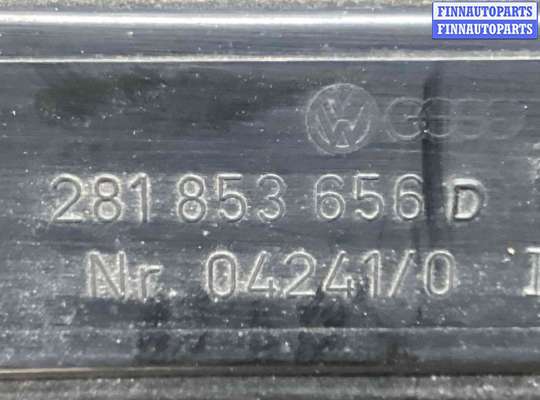 FINNAUTOPARTS
FINNAUTOPARTS
281 853 656 D
Nr. 04241/0